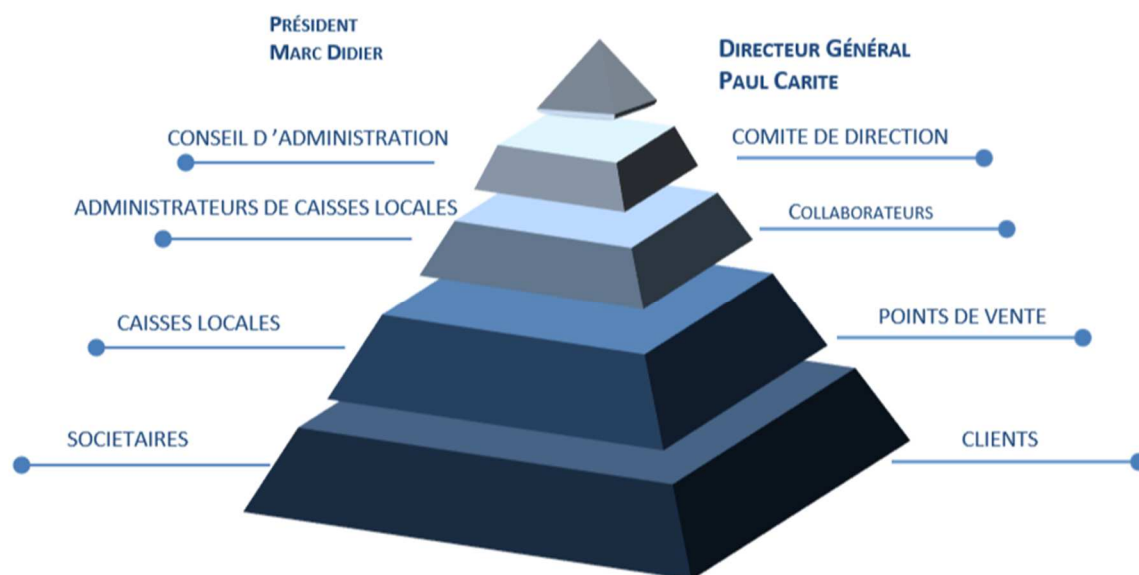 PRÉSIDENT
MARC DIDIER
DIRECTEUR GÉNÉRAL
PAUL CARITE
CONSEIL D ’ADMINISTRATION
COMITE DE DIRECTION
ADMINISTRATEURS DE CAISSES LOCALES
COLLABORATEURS
CAISSES LOCALES
POINTS DE VENTE
SOCIETAIRES
CLIENTS